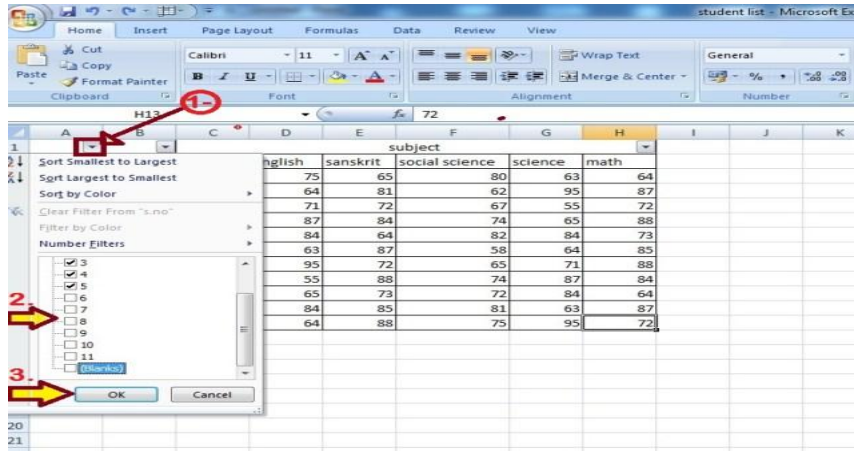 student list - Microsoft Ex
Home Insert Page Layout Formulas Data Review View
Cut
Copy
Paste
Format Painter
Calibri 11 A A Wrap Text General
B I U A Merge & Center % ,
Clipboard Font Alignment Number
1-
H13 fx 72
A B C D E F G H I J K
1 subject
Sort Smallest to Largest
Sort Largest to Smallest
Sort by Color
Clear Filter From "s.no"
Filter by Color
Number Filters
3
4
5
6
7
8
9
10
11
(Blanks)
2.
3.
OK Cancel
nglish sanskrit social science science math
75 65 80 63 64
64 81 62 95 87
71 72 67 55 72
87 84 74 65 88
84 64 82 84 73
63 87 58 64 85
95 72 65 71 88
55 88 74 87 84
65 73 72 84 64
84 85 81 63 87
64 88 75 95 72
20
21